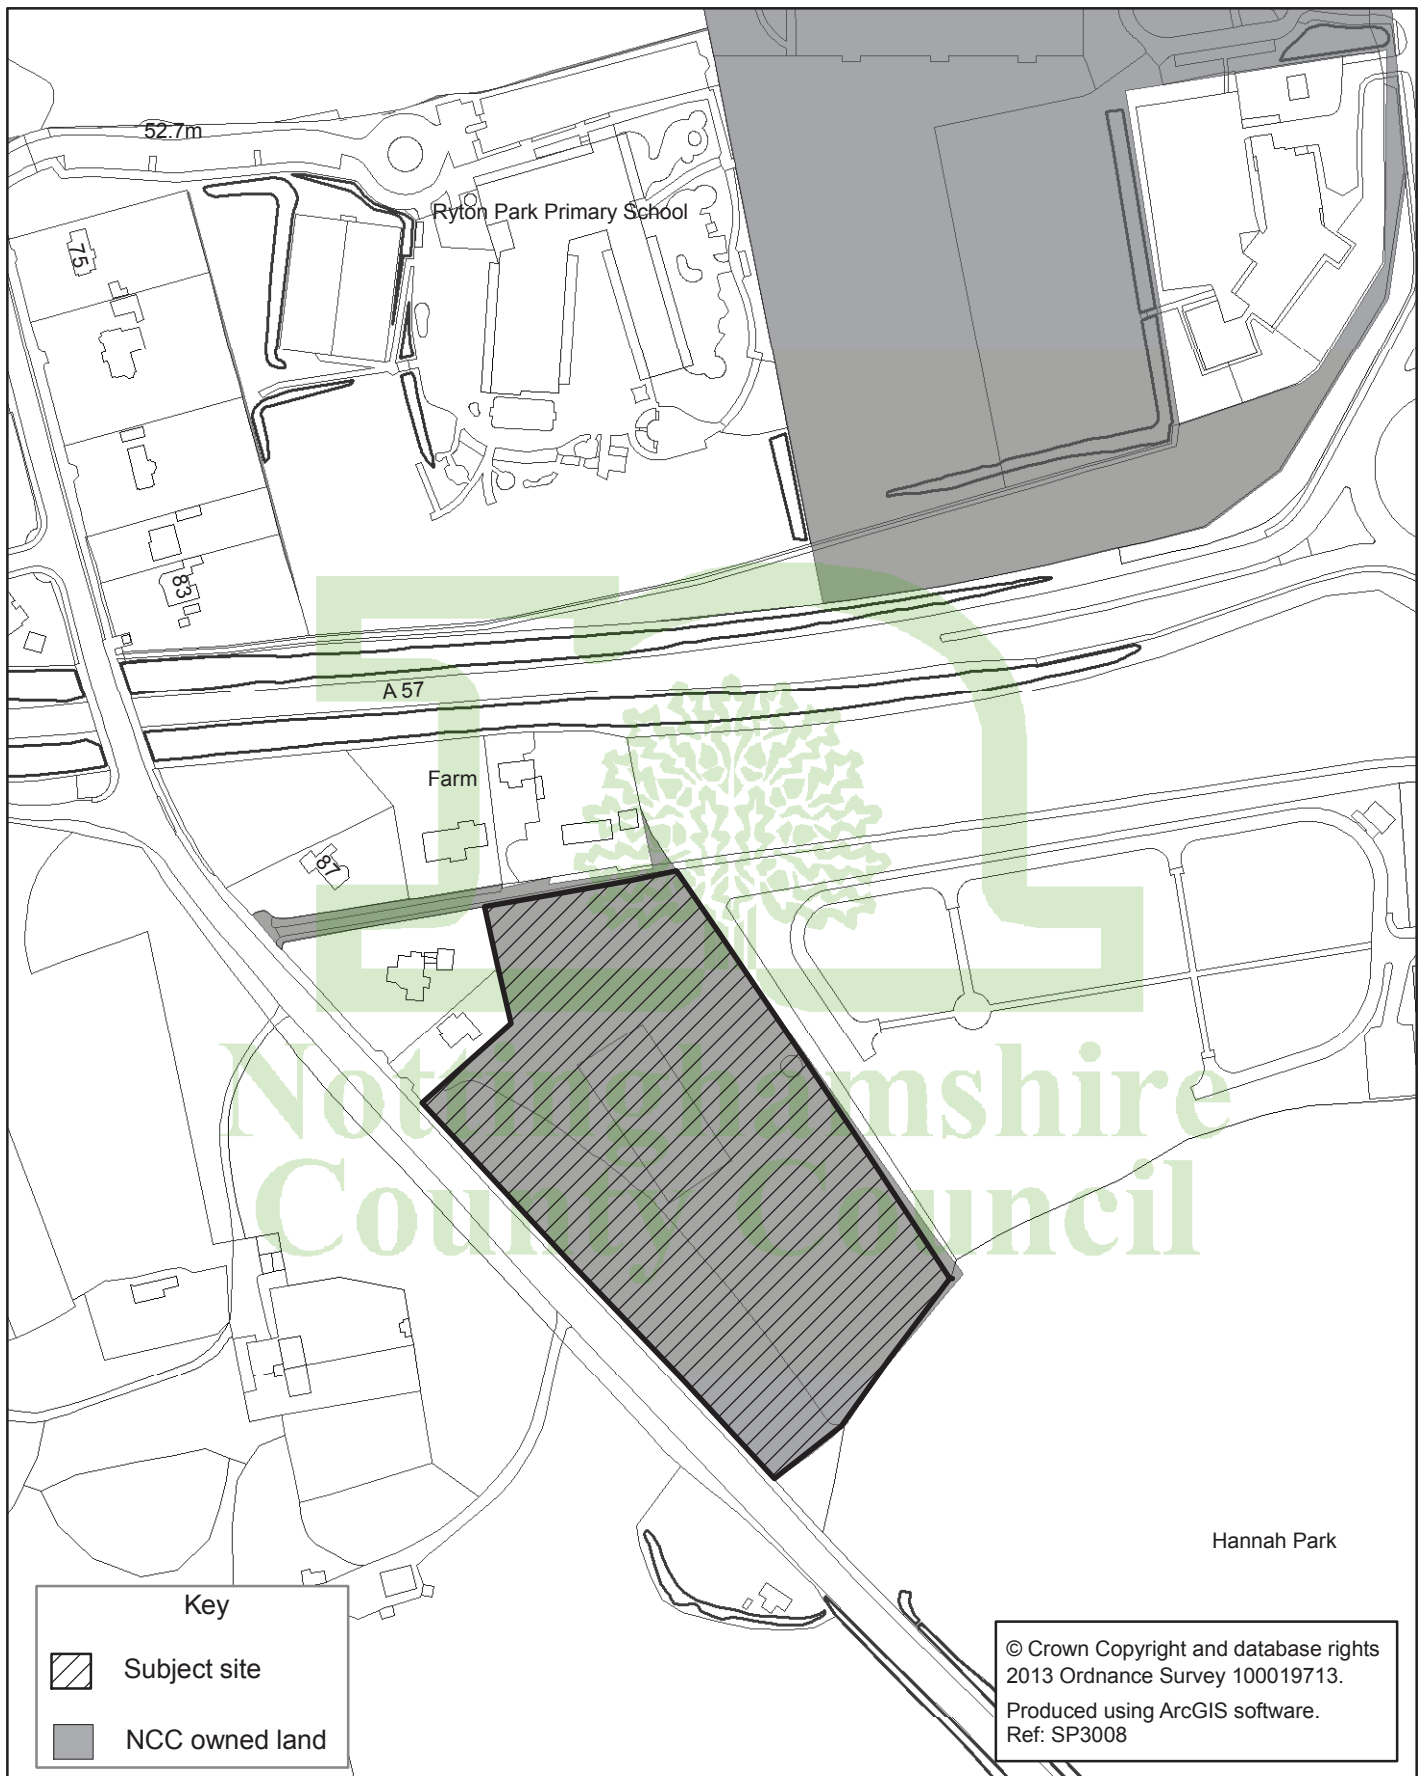 52.7m
Ryton Park Primary School
75
83
A 57
Farm
87
Nottinghamshire
County Council
Hannah Park
Key
Subject site
NCC owned land
© Crown Copyright and database rights
2013 Ordnance Survey 100019713.
Produced using ArcGIS software.
Ref: SP3008